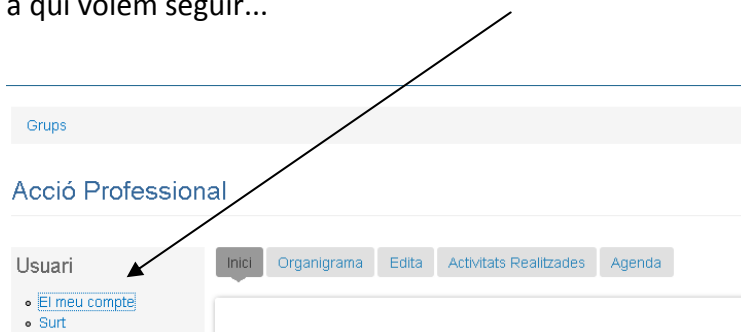 a qui volem seguir...
Grups
Acció Professional
Usuari
El meu compte
Surt
Inici Organigrama Edita Activitats Realitzades Agenda